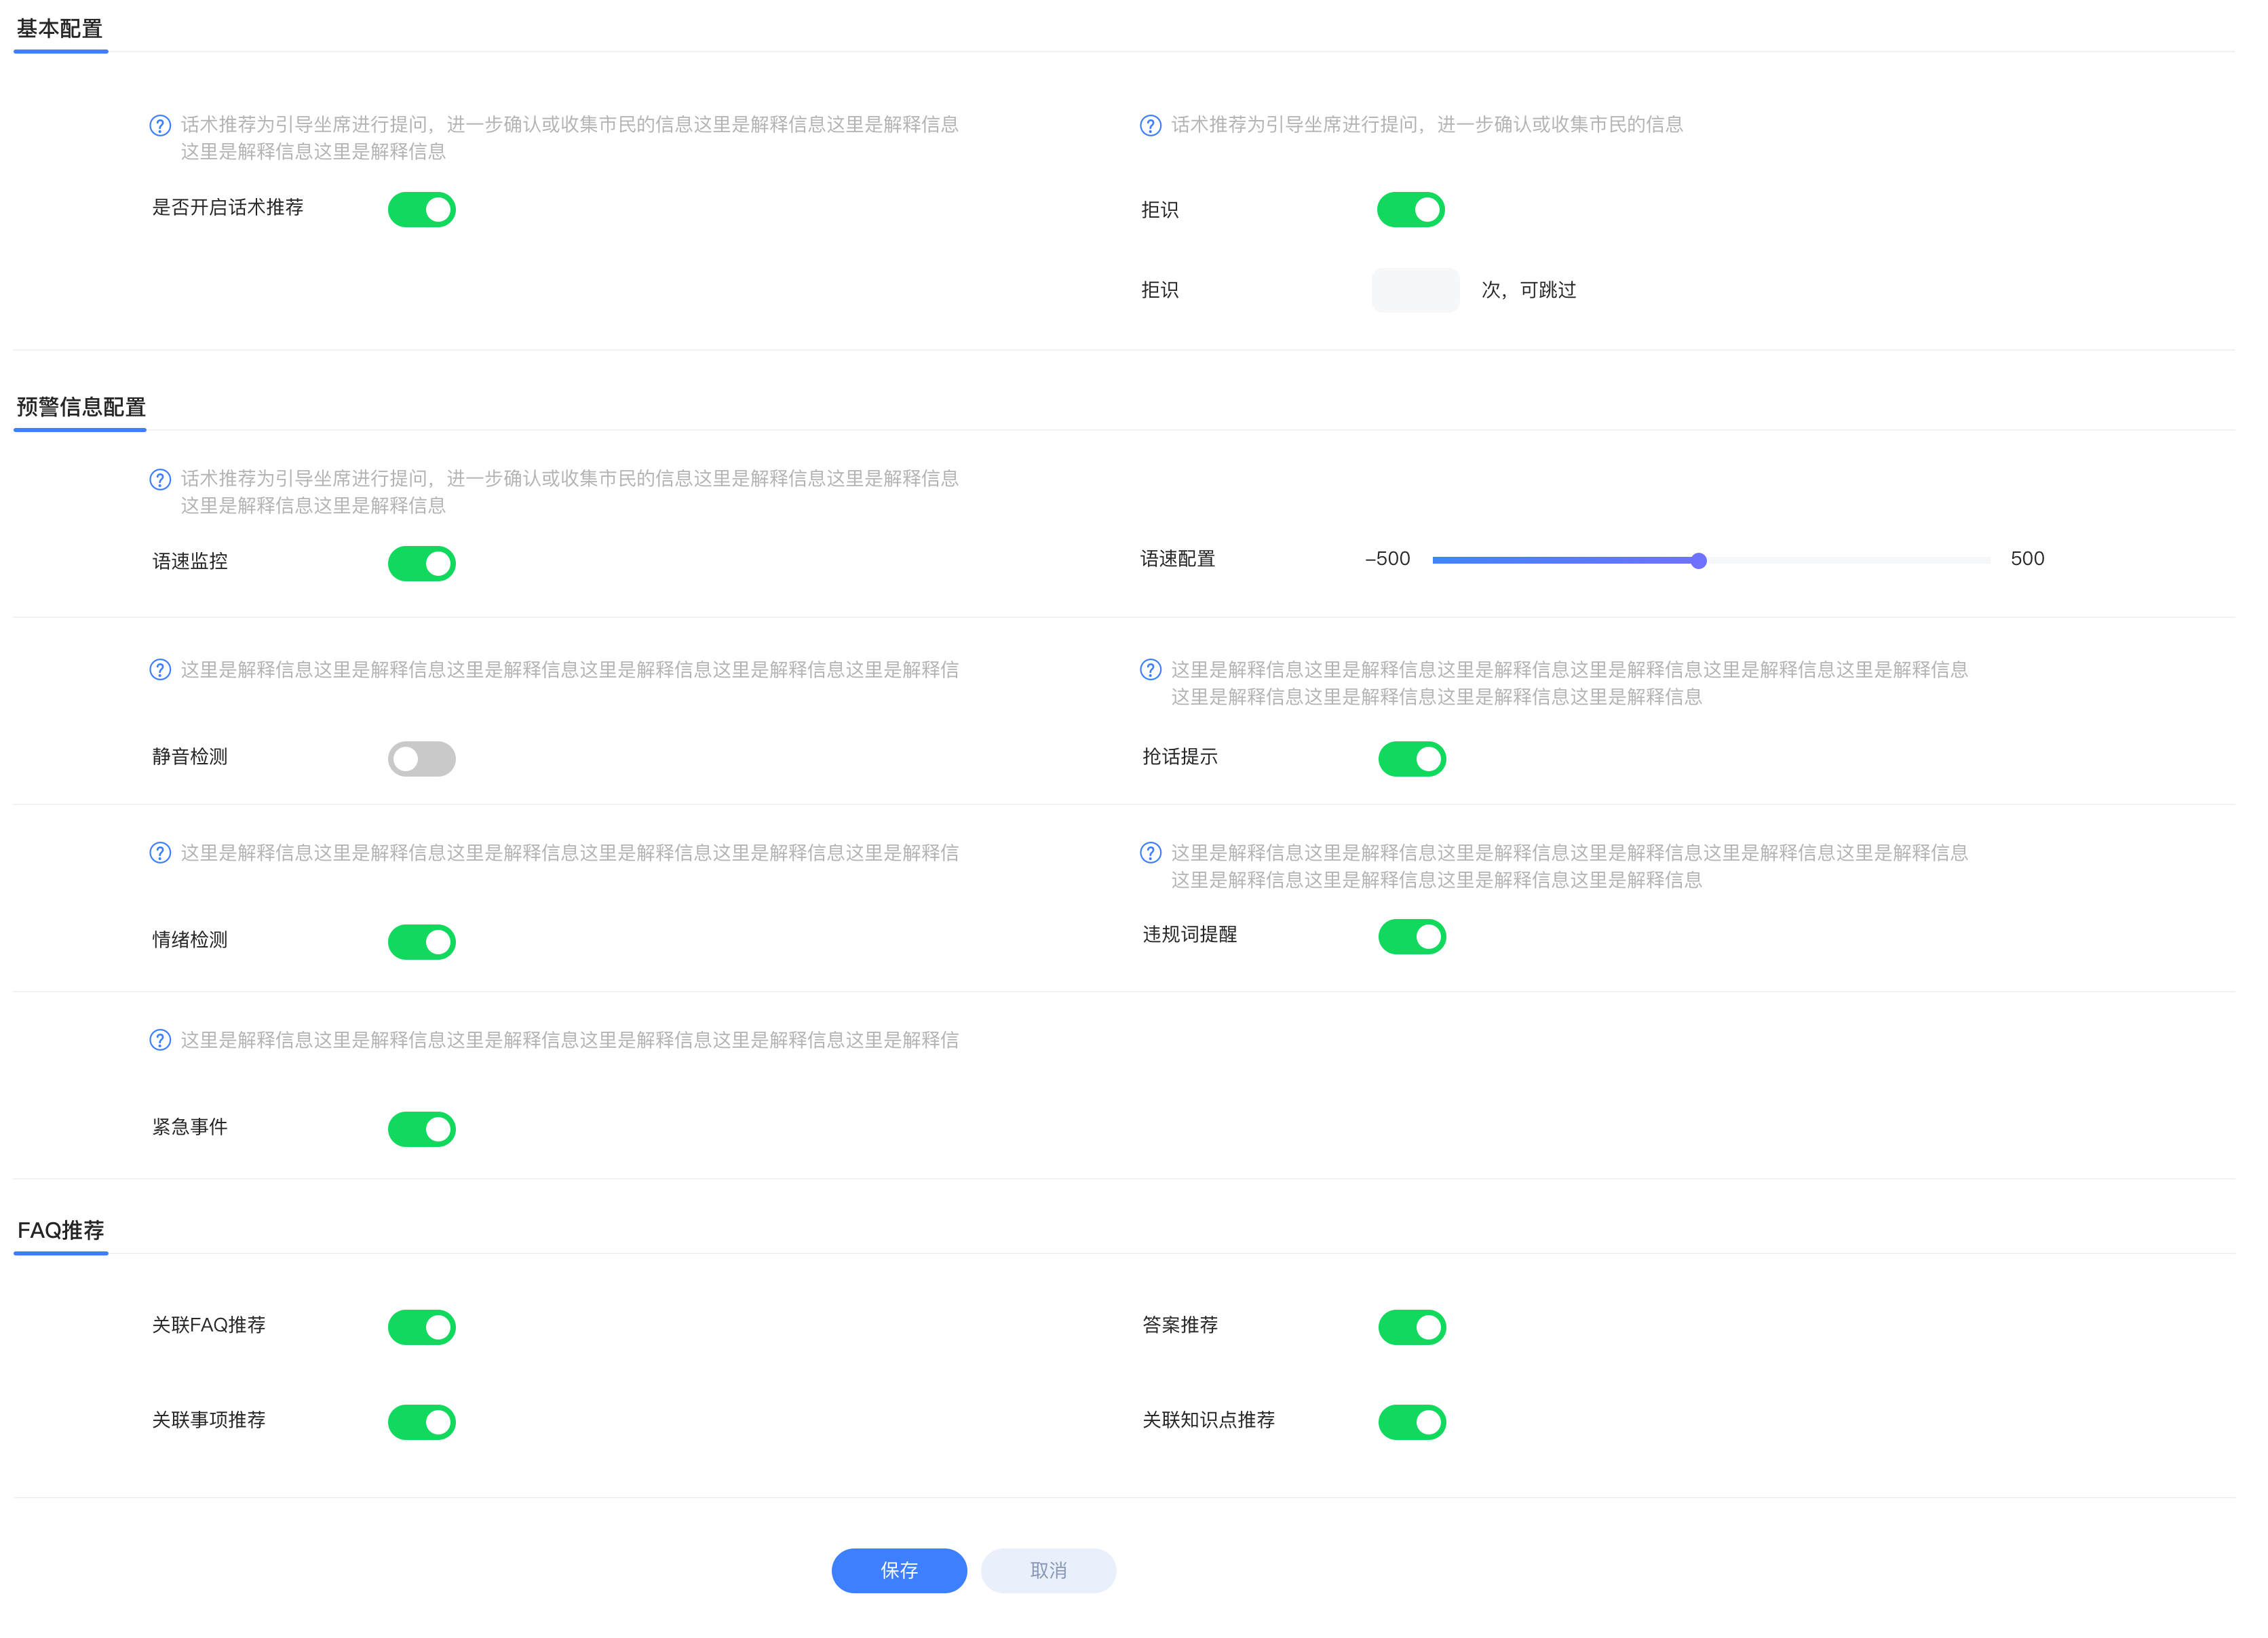 基本配置
话术推荐为引导坐席进行提问，进一步确认或收集市民的信息这里是解释信息这里是解释信息
这里是解释信息这里是解释信息
话术推荐为引导坐席进行提问，进一步确认或收集市民的信息
是否开启话术推荐
拒识
拒识 次，可跳过
预警信息配置
话术推荐为引导坐席进行提问，进一步确认或收集市民的信息这里是解释信息这里是解释信息
这里是解释信息这里是解释信息
语速监控
语速配置 -500 500
这里是解释信息这里是解释信息这里是解释信息这里是解释信息这里是解释信息这里是解释信
这里是解释信息这里是解释信息这里是解释信息这里是解释信息这里是解释信息这里是解释信息
这里是解释信息这里是解释信息这里是解释信息这里是解释信息
静音检测
抢话提示
这里是解释信息这里是解释信息这里是解释信息这里是解释信息这里是解释信息这里是解释信
这里是解释信息这里是解释信息这里是解释信息这里是解释信息这里是解释信息这里是解释信息
这里是解释信息这里是解释信息这里是解释信息这里是解释信息
情绪检测
违规词提醒
这里是解释信息这里是解释信息这里是解释信息这里是解释信息这里是解释信息这里是解释信
紧急事件
FAQ推荐
关联FAQ推荐
答案推荐
关联事项推荐
关联知识点推荐
保存
取消